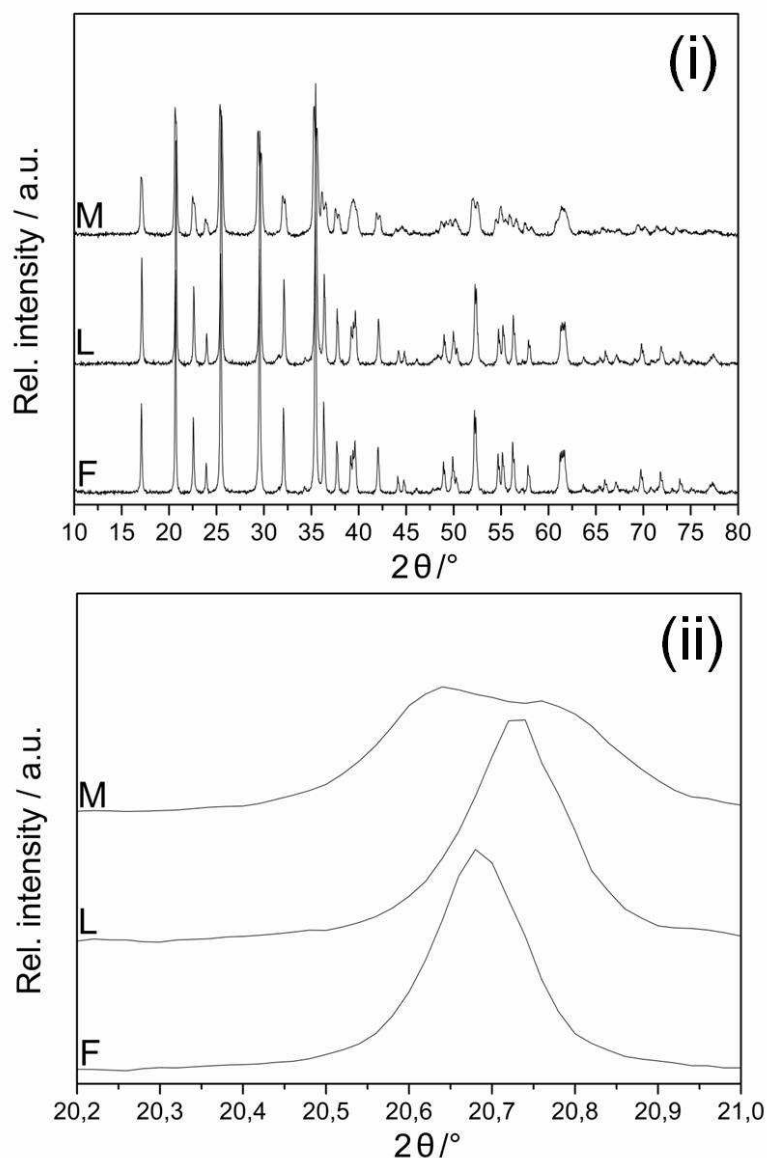 (i)
Rel. intensity / a.u.
M
L
F
10 15 20 25 30 35 40 45 50 55 60 65 70 75 80
2θ/°
(ii)
Rel. intensity / a.u.
M
L
F
20,2 20,3 20,4 20,5 20,6 20,7 20,8 20,9 21,0
2θ/°